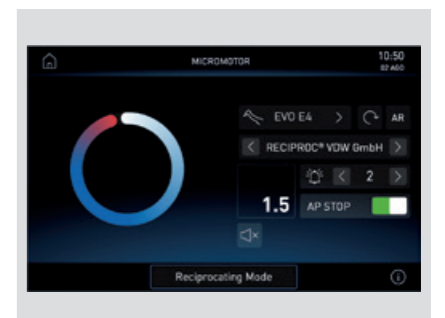 MICROMOTOR
10:50
02 AGO
EVO E4 > AR
< RECIPROC® VDW GmbH >
< 2 >
1.5 AP STOP
Reciprocating Mode